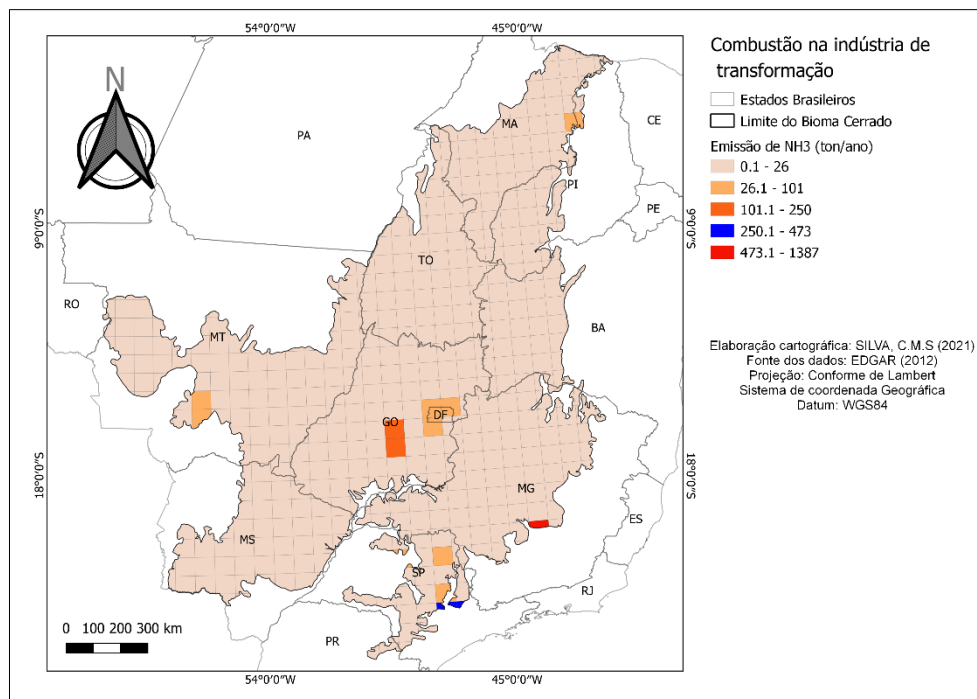 54°0'0"W 45°0'0"W
N
PA
MA
CE
PI
PE
9°0'0"S
9°0'0"S
TO
RO
BA
MT
DF
GO
18°0'0"S
18°0'0"S
MG
ES
MS
SP
RJ
PR
0 100 200 300 km
54°0'0"W 45°0'0"W
Combustão na indústria de
transformação
Estados Brasileiros
Limite do Bioma Cerrado
Emissão de NH3 (ton/ano)
0.1 - 26
26.1 - 101
101.1 - 250
250.1 - 473
473.1 - 1387
Elaboração cartográfica: SILVA, C.M.S (2021)
Fonte dos dados: EDGAR (2012)
Projeção: Conforme de Lambert
Sistema de coordenada Geográfica
Datum: WGS84